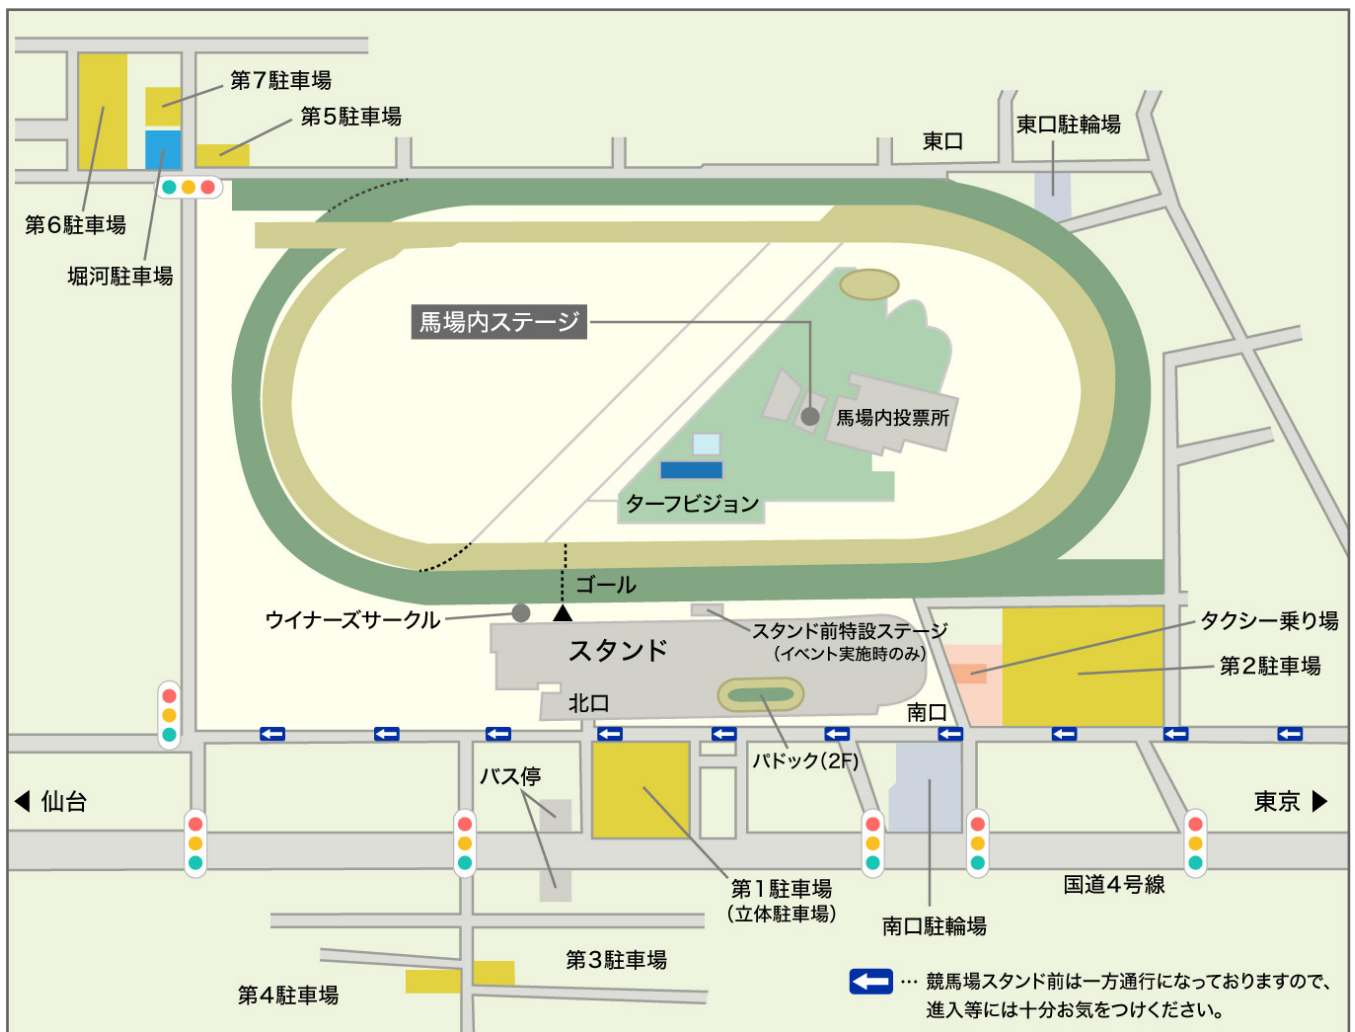 第7駐車場
第5駐車場
東口
東口駐輪場
第6駐車場
堀河駐車場
馬場内ステージ
馬場内投票所
ターフビジョン
ゴール
ウイナーズサークル
スタンド前特設ステージ
(イベント実施時のみ)
スタンド
タクシー乗り場
第2駐車場
北口
南口
パドック(2F)
バス停
仙台
東京
第1駐車場
(立体駐車場)
国道4号線
南口駐輪場
第3駐車場
第4駐車場
… 競馬場スタンド前は一方通行になっておりますので、
進入等には十分お気をつけください。